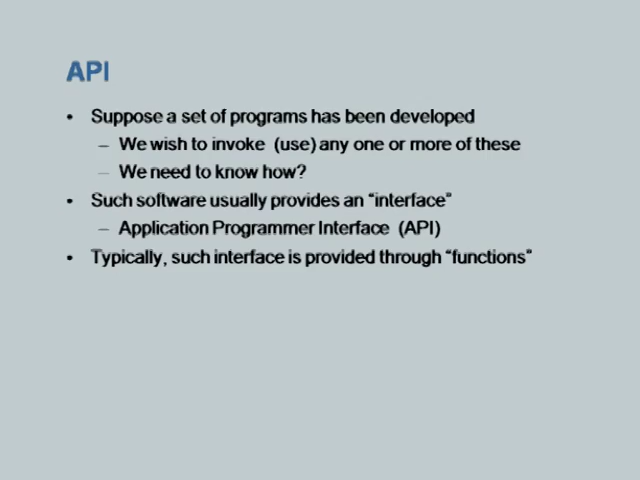 API
• Suppose a set of programs has been developed
– We wish to invoke (use) any one or more of these
– We need to know how?
• Such software usually provides an “interface”
– Application Programmer Interface (API)
• Typically, such interface is provided through “functions”